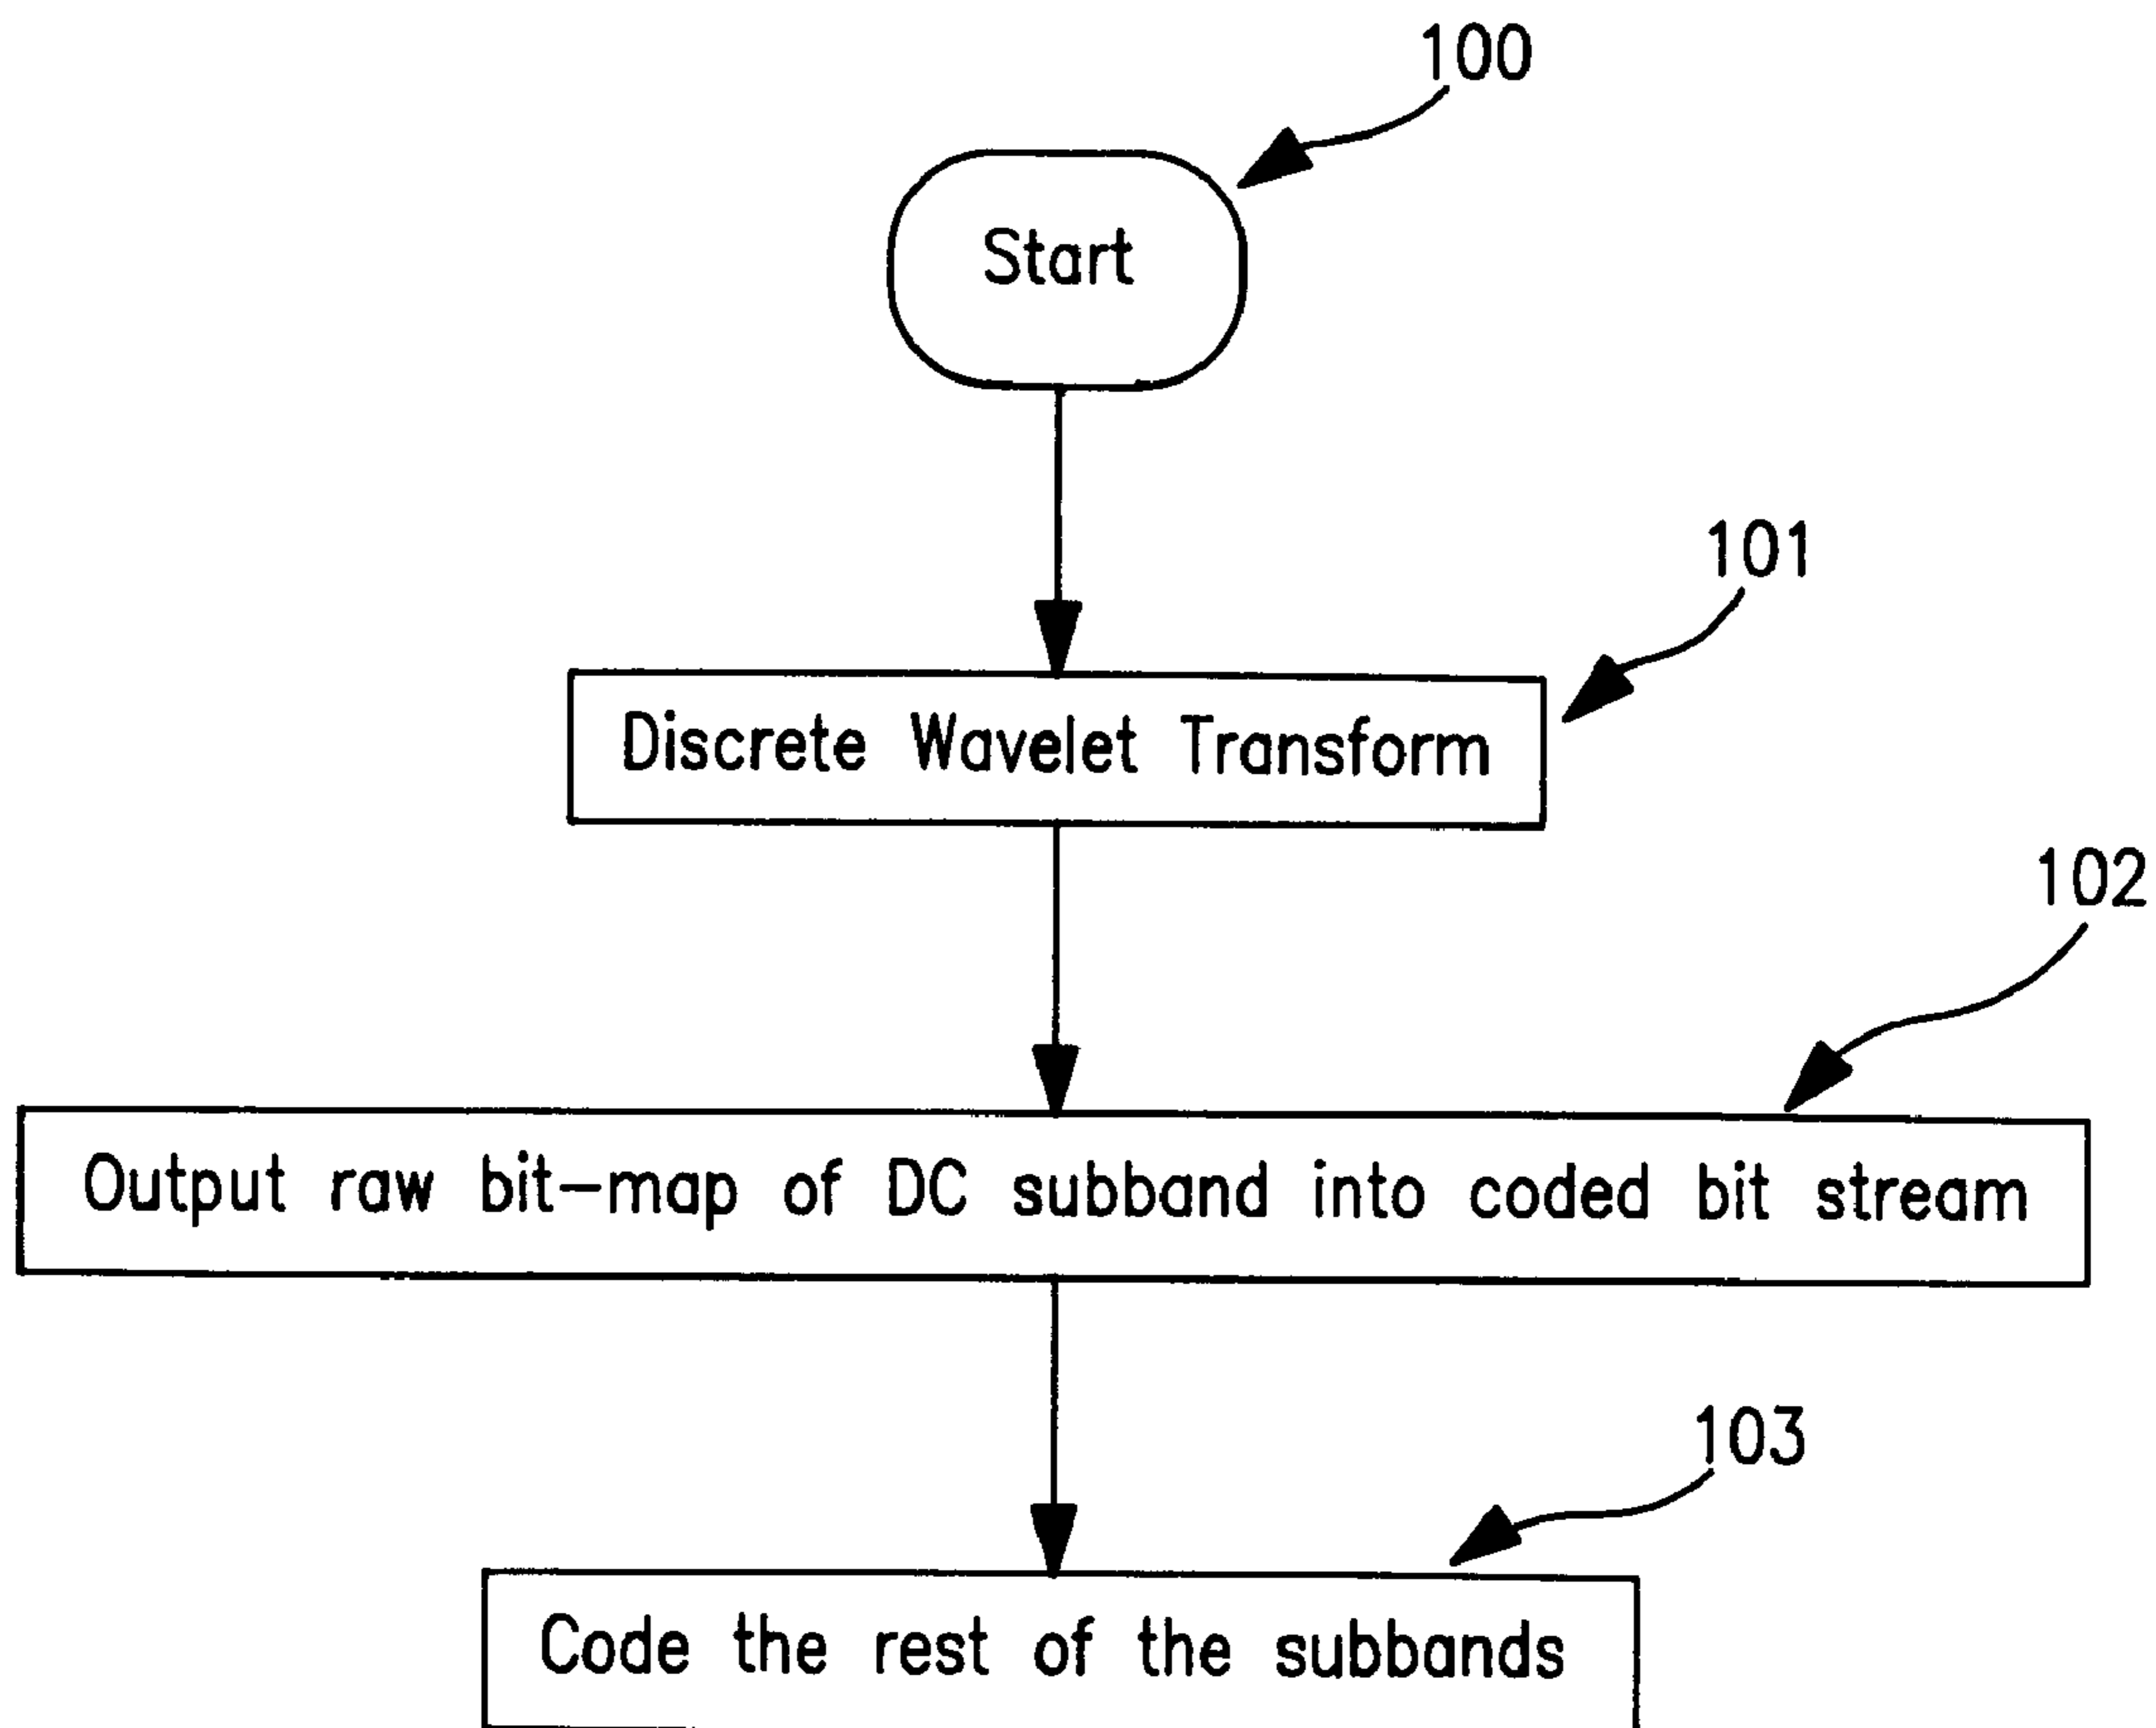 100
Start
101
Discrete Wavelet Transform
102
Output raw bit-map of DC subband into coded bit stream
103
Code the rest of the subbands